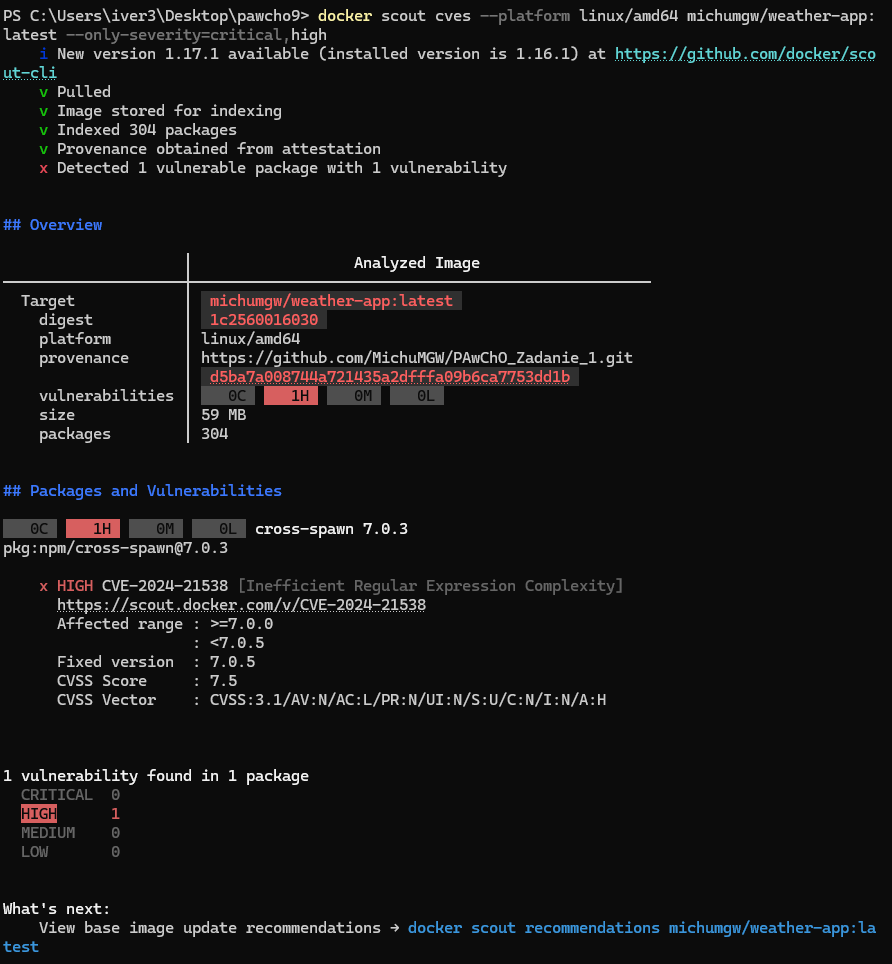 PS C:\Users\iver3\Desktop\pawcho9> docker scout cves --platform linux/amd64 michumgw/weather-app:
latest --only-severity=critical,high
i New version 1.17.1 available (installed version is 1.16.1) at https://github.com/docker/sco
ut-cli
v Pulled
v Image stored for indexing
v Indexed 304 packages
v Provenance obtained from attestation
x Detected 1 vulnerable package with 1 vulnerability
## Overview
Analyzed Image
Target michumgw/weather-app:latest
digest 1c2560016030
platform linux/amd64
provenance https://github.com/MichuMGW/PAwChO_Zadanie_1.git
d5ba7a008744a721435a2dfffa09b6ca7753dd1b
vulnerabilities 0C 1H 0M 0L
size 59 MB
packages 304
## Packages and Vulnerabilities
0C 1H 0M 0L cross-spawn 7.0.3
pkg:npm/cross-spawn@7.0.3
x HIGH CVE-2024-21538 [Inefficient Regular Expression Complexity]
https://scout.docker.com/v/CVE-2024-21538
Affected range : >=7.0.0
: <7.0.5
Fixed version : 7.0.5
CVSS Score : 7.5
CVSS Vector : CVSS:3.1/AV:N/AC:L/PR:N/UI:N/S:U/C:N/I:N/A:H
1 vulnerability found in 1 package
CRITICAL 0
HIGH 1
MEDIUM 0
LOW 0
What's next:
View base image update recommendations → docker scout recommendations michumgw/weather-app:la
test